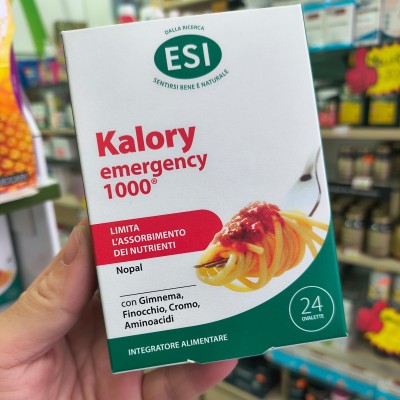 DALLA RICERCA
ESI
SENTIRSI BENE È NATURALE
Kalory
emergency
1000®
LIMITA
L'ASSORBIMENTO
DEI NUTRIENTI
Nopal
con Gimnema,
Finocchio, Cromo,
Aminoacidi
24
OVALETTE
INTEGRATORE ALIMENTARE